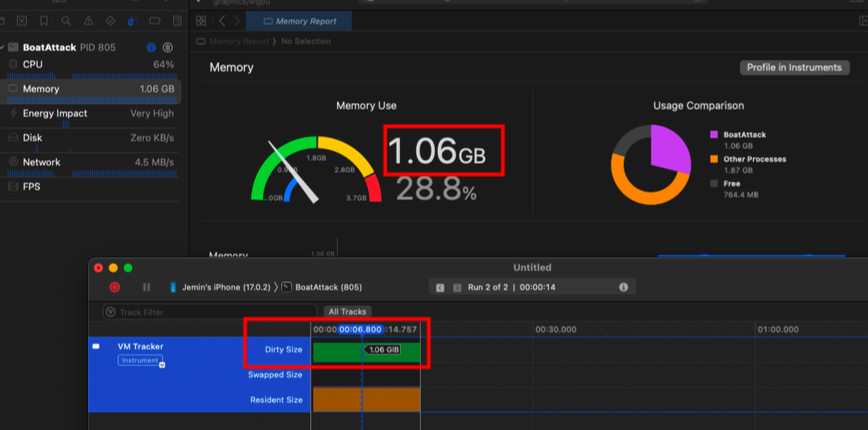 graphics/wgpu
Memory Report
Memory Report 〉 No Selection
BoatAttack PID 805
CPU 64%
Memory 1.06 GB
Energy Impact Very High
Disk Zero KB/s
Network 4.5 MB/s
FPS
Memory
Profile in Instruments
Memory Use
1.8GB
2.8GB
0GB
3.7GB
1.06GB
28.8%
Usage Comparison
BoatAttack
1.06 GB
Other Processes
1.87 GB
Free
764.4 MB
Memory 1.06 GB
Untitled
Jemin's iPhone (17.0.2) 〉 BoatAttack (805)
Run 2 of 2 | 00:00:14
Track Filter
All Tracks
00:00 00:06.800 :14.757 00:30.000 01:00.000
VM Tracker
Instrument
Dirty Size
1.06 GiB
Swapped Size
Resident Size